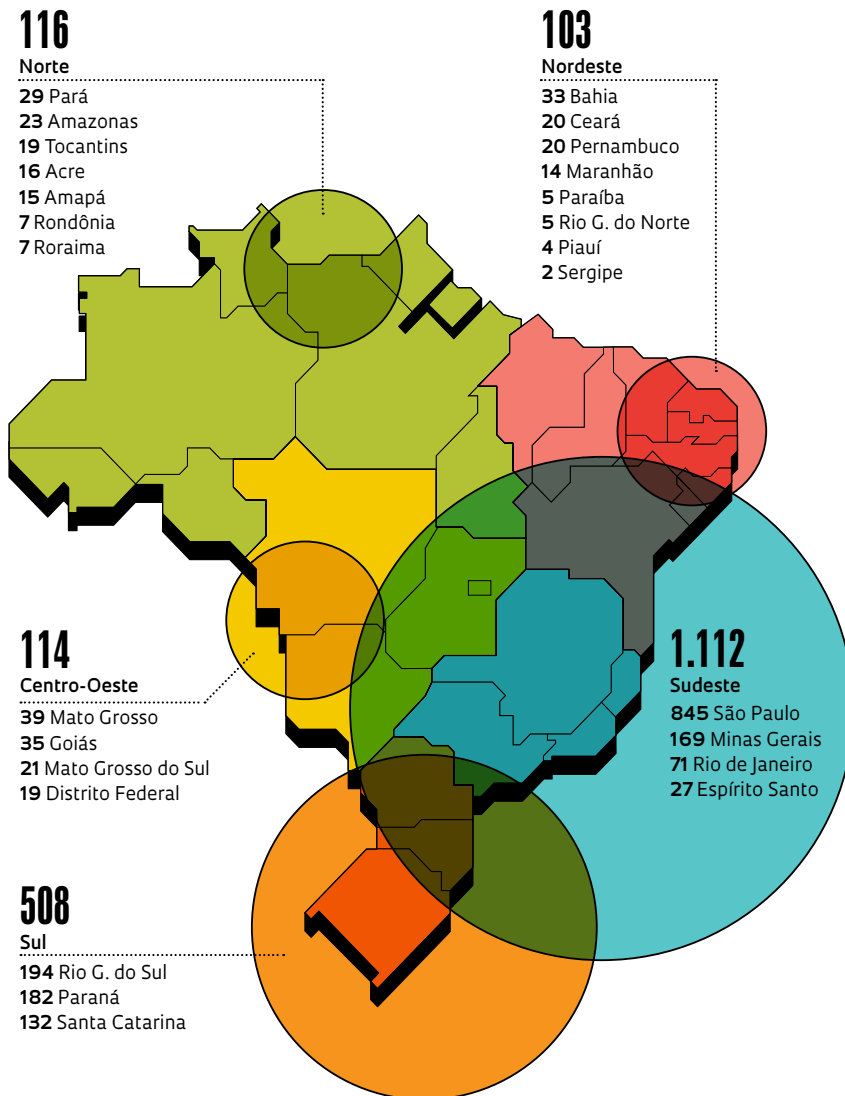 116
Norte
29 Pará
23 Amazonas
19 Tocantins
16 Acre
15 Amapá
7 Rondônia
7 Roraima
103
Nordeste
33 Bahia
20 Ceará
20 Pernambuco
14 Maranhão
5 Paraíba
5 Rio G. do Norte
4 Piauí
2 Sergipe
114
Centro-Oeste
39 Mato Grosso
35 Goiás
21 Mato Grosso do Sul
19 Distrito Federal
1.112
Sudeste
845 São Paulo
169 Minas Gerais
71 Rio de Janeiro
27 Espírito Santo
508
Sul
194 Rio G. do Sul
182 Paraná
132 Santa Catarina